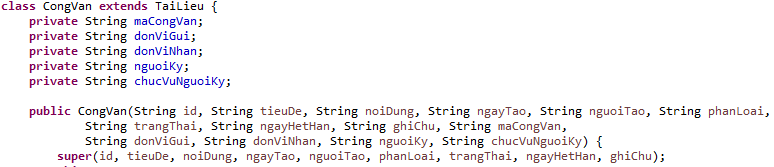 class CongVan extends TaiLieu {
private String maCongVan;
private String donViGui;
private String donViNhan;
private String nguoiKy;
private String chucVuNguoiKy;
public CongVan(String id, String tieuDe, String noiDung, String ngayTao, String nguoiTao, String phanLoai,
String trangThai, String ngayHetHan, String ghiChu, String maCongVan,
String donViGui, String donViNhan, String nguoiKy, String chucVuNguoiKy) {
super(id, tieuDe, noiDung, ngayTao, nguoiTao, phanLoai, trangThai, ngayHetHan, ghiChu);